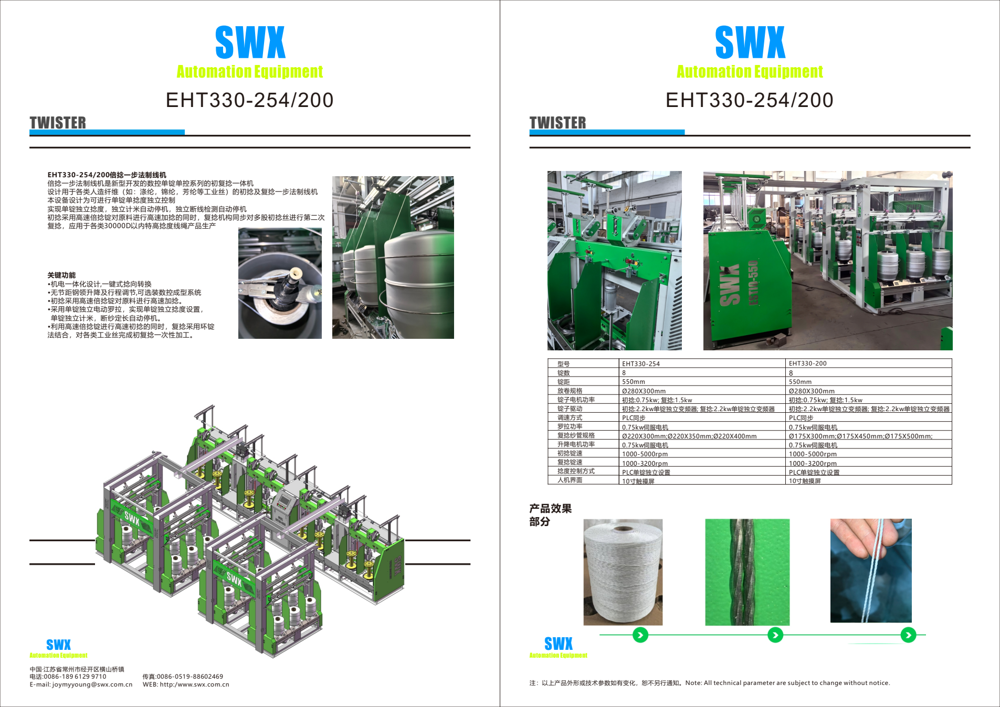 SWX
Automation Equipment
EHT330-254/200
TWISTER
EHT330-254/200倍捻一步法制线机
倍捻一步法制线机是新型开发的数控单锭单控系列的初复捻一体机
设计用于各类人造纤维（如：涤纶，锦纶，芳纶等工业丝）的初捻及复捻一步法制线机
本设备设计为可进行单锭单捻度独立控制
实现单锭独立捻度，独立计米自动停机，独立断线检测自动停机
初捻采用高速倍捻锭对原料进行高速加捻的同时，复捻机构同步对多股初捻丝进行第二次
复捻，应用于各类30000D以内特高捻度线绳产品生产
关键功能
•机电一体化设计,一键式捻向转换
•无节距钢领升降及行程调节,可选装数控成型系统
•初捻采用高速倍捻锭对原料进行高速加捻。
•采用单锭独立电动罗拉，实现单锭独立捻度设置，
单锭独立计米，断纱定长自动停机。
•利用高速倍捻锭进行高速初捻的同时，复捻采用环锭
法结合，对各类工业丝完成初复捻一次性加工。
SWX
SWX
SWX
SWX
Automation Equipment
中国·江苏省常州市经开区横山桥镇
电话:0086-189 6129 9710 传真:0086-0519-88602469
E-mail: joymyyoung@swx.com.cn WEB: http:/www.swx.com.cn
SWX
Automation Equipment
EHT330-254/200
TWISTER
SWX
EST10-550
型号 EHT330-254 EHT330-200
锭数 8 8
锭距 550mm 550mm
放卷规格 Ø280X300mm Ø280X300mm
锭子电机功率 初捻:0.75kw; 复捻:1.5kw 初捻:0.75kw; 复捻:1.5kw
锭子驱动 初捻:2.2kw单锭独立变频器; 复捻:2.2kw单锭独立变频器 初捻:2.2kw单锭独立变频器; 复捻:2.2kw单锭独立变频器
调速方式 PLC同步 PLC同步
罗拉功率 0.75kw伺服电机 0.75kw伺服电机
复捻纱管规格 Ø220X300mm;Ø220X350mm;Ø220X400mm Ø175X300mm;Ø175X450mm;Ø175X500mm;
升降电机功率 0.75kw伺服电机 0.75kw伺服电机
初捻锭速 1000-5000rpm 1000-5000rpm
复捻锭速 1000-3200rpm 1000-3200rpm
捻度控制方式 PLC单锭独立设置 PLC单锭独立设置
人机界面 10寸触摸屏 10寸触摸屏
产品效果
部分
SWX
Automation Equipment
注：以上产品外形或技术参数如有变化，恕不另行通知。Note: All technical parameter are subject to change without notice.